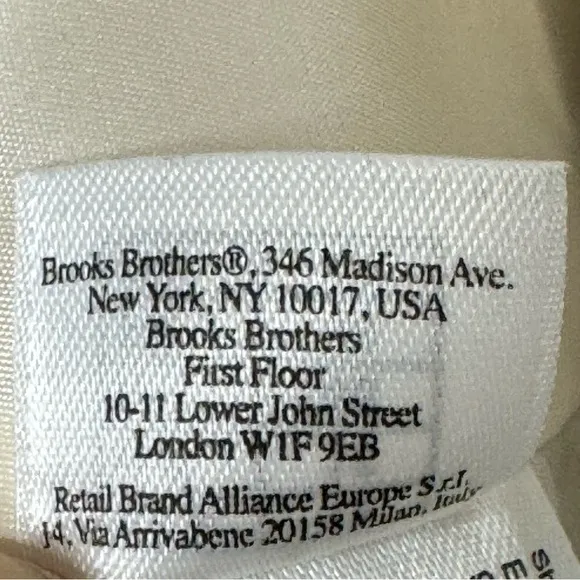 Brooks Brothers®, 346 Madison Ave.
New York, NY 10017, USA
Brooks Brothers
First Floor
10-11 Lower John Street
London W1F 9EB
Retail Brand Alliance Europe S.r.l.
14, Via Arrivabene 20158 Milan, Italy